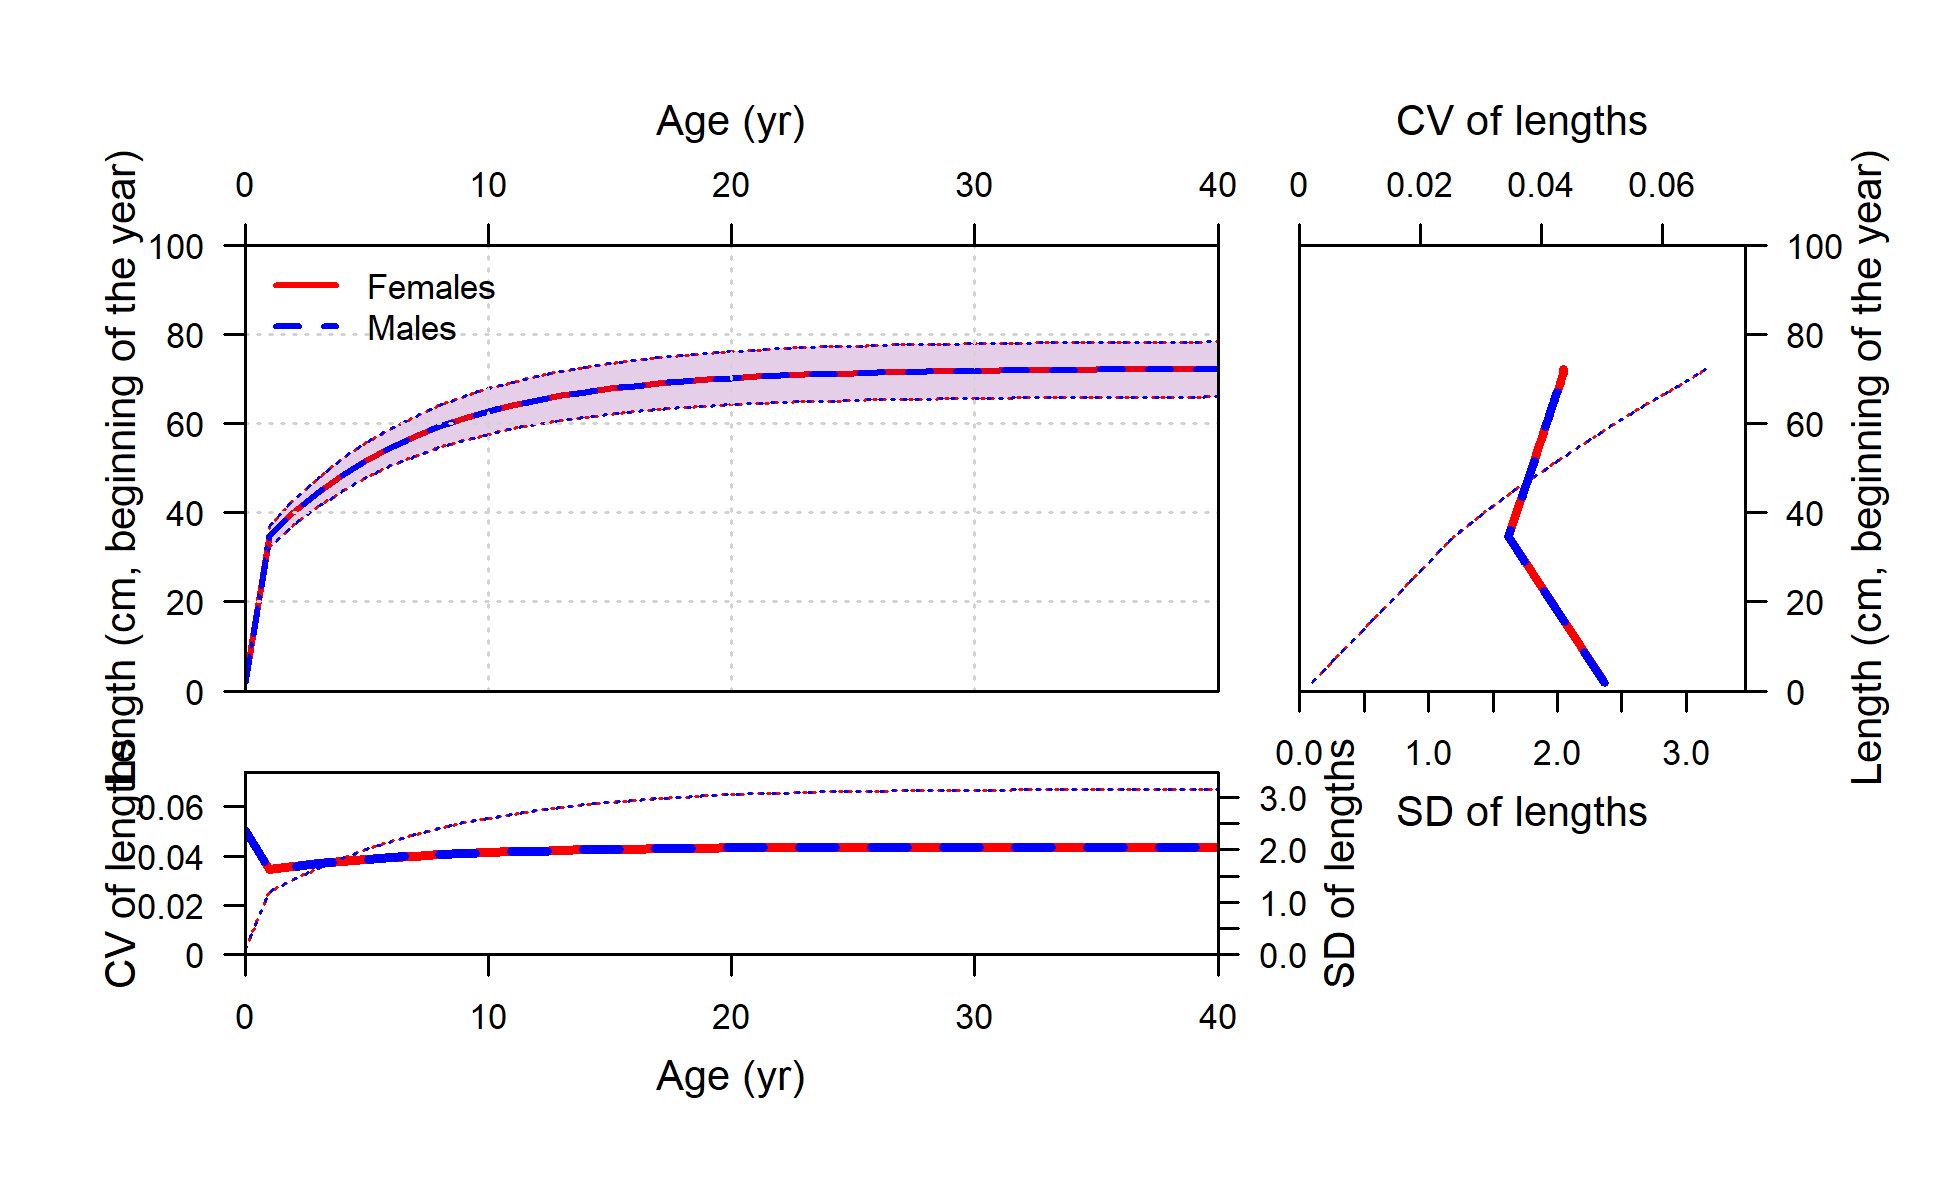 Age (yr)
CV of lengths
0 10 20 30 40
0 0.02 0.04 0.06
Length (cm, beginning of the year)
100
80
60
40
20
0
Females
Males
100
80
60
40
20
0
Length (cm, beginning of the year)
0.0 1.0 2.0 3.0
SD of lengths
CV of lengths
0.06
0.04
0.02
0
3.0
2.0
1.0
0.0
SD of lengths
0 10 20 30 40
Age (yr)